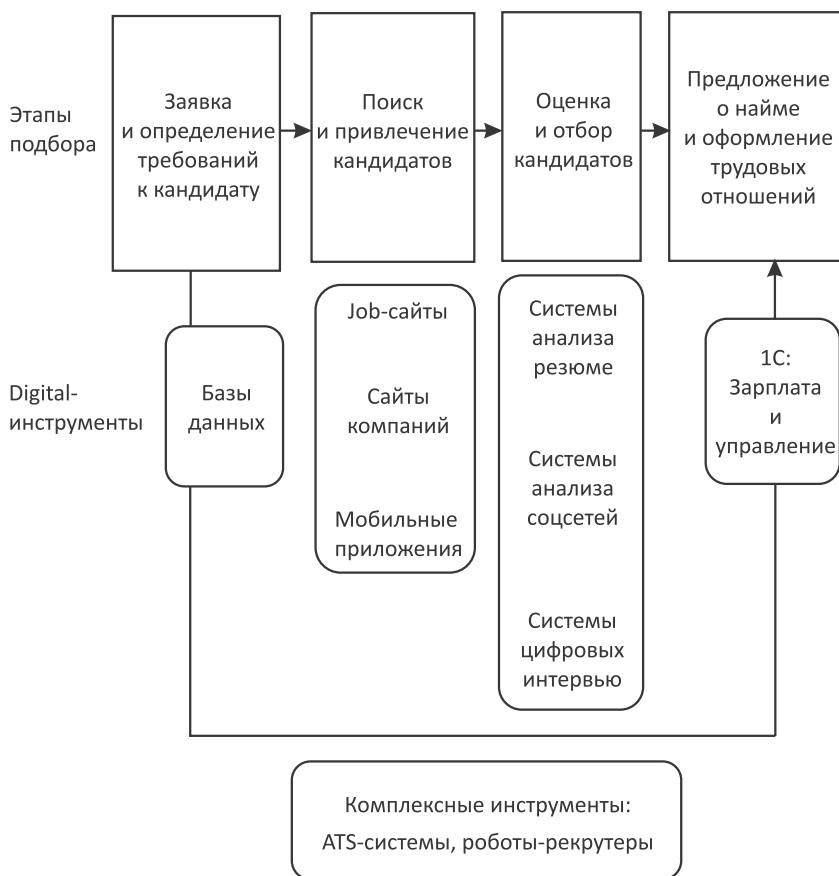 Этапы
подбора
Заявка
и определение
требований
к кандидату
Поиск
и привлечение
кандидатов
Оценка
и отбор
кандидатов
Предложение
о найме
и оформление
трудовых
отношений
Digital-
инструменты
Базы
данных
Job-сайты
Сайты
компаний
Мобильные
приложения
Системы
анализа
резюме
Системы
анализа
соцсетей
Системы
цифровых
интервью
1С:
Зарплата
и
управление
Комплексные инструменты:
ATS-системы, роботы-рекрутеры